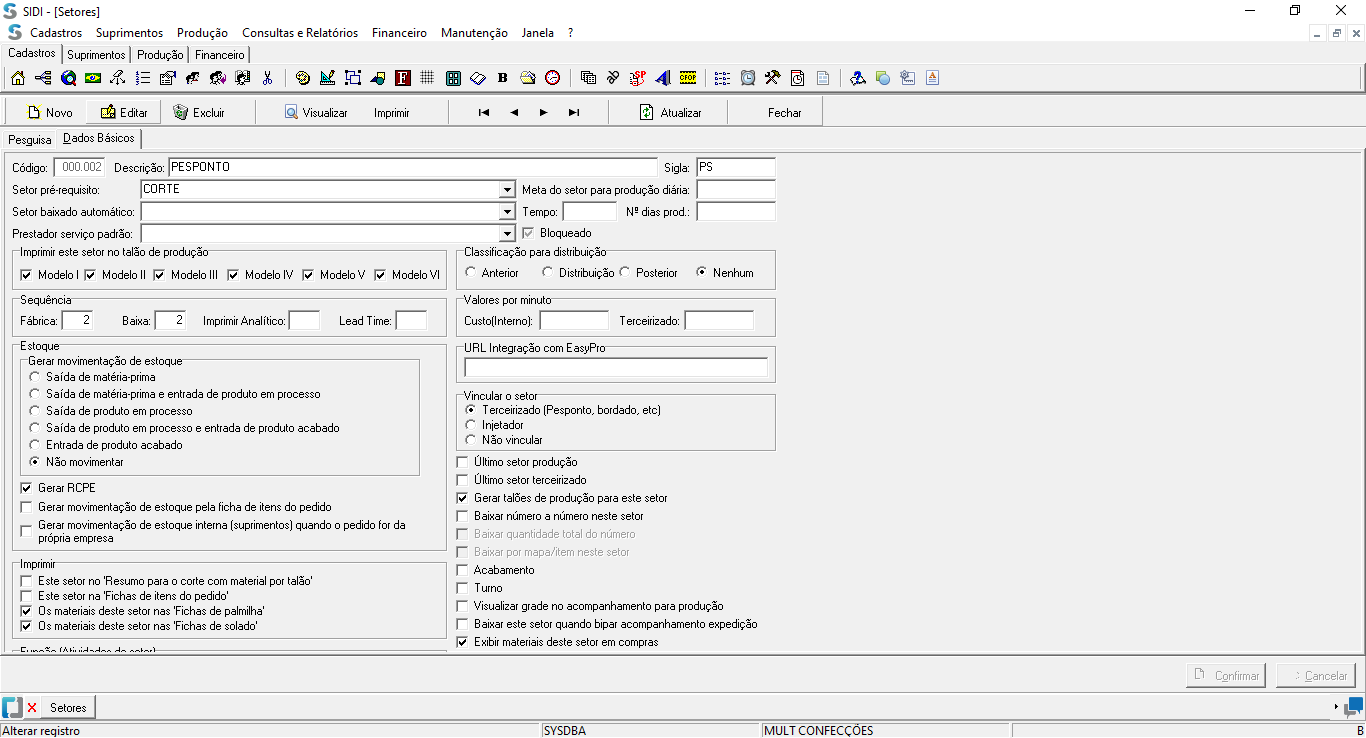 SIDI - [Setores]
Cadastros Suprimentos Produção Consultas e Relatórios Financeiro Manutenção Janela ?
Cadastros Suprimentos Produção Financeiro
F B SP CFOP A
Novo Editar Excluir Visualizar Imprimir Atualizar Fechar
Pesquisa Dados Básicos
Código: 000.002 Descrição: PESPONTO Sigla: PS
Setor pré-requisito: CORTE Meta do setor para produção diária:
Setor baixado automático: Tempo: Nº dias prod.:
Prestador serviço padrão: Bloqueado
Imprimir este setor no talão de produção
Modelo I Modelo II Modelo III Modelo IV Modelo V Modelo VI
Classificação para distribuição
Anterior Distribuição Posterior Nenhum
Sequência
Fábrica: 2 Baixa: 2 Imprimir Analítico: Lead Time:
Valores por minuto
Custo(Interno): Terceirizado:
Estoque
Gerar movimentação de estoque
Saída de matéria-prima
Saída de matéria-prima e entrada de produto em processo
Saída de produto em processo
Saída de produto em processo e entrada de produto acabado
Entrada de produto acabado
Não movimentar
Gerar RCPE
Gerar movimentação de estoque pela ficha de itens do pedido
Gerar movimentação de estoque interna (suprimentos) quando o pedido for da
própria empresa
Imprimir
Este setor no 'Resumo para o corte com material por talão'
Este setor na 'Fichas de itens do pedido'
Os materiais deste setor nas 'Fichas de palmilha'
Os materiais deste setor nas 'Fichas de solado'
Função (Atividades do setor)
URL Integração com EasyPro
Vincular o setor
Terceirizado (Pesponto, bordado, etc)
Injetador
Não vincular
Último setor produção
Último setor terceirizado
Gerar talões de produção para este setor
Baixar número a número neste setor
Baixar quantidade total do número
Baixar por mapa/item neste setor
Acabamento
Turno
Visualizar grade no acompanhamento para produção
Baixar este setor quando bipar acompanhamento expedição
Exibir materiais deste setor em compras
Confirmar Cancelar
Setores
Alterar registro SYSDBA MULT CONFECÇÕES B